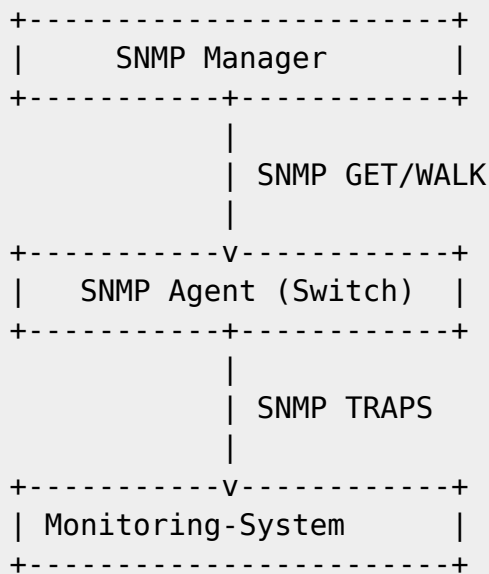 +-----------+------------+
|     SNMP Manager       |
+-----------+------------+
            |
            | SNMP GET/WALK
            |
+-----------v------------+
|   SNMP Agent (Switch)  |
+-----------+------------+
            |
            | SNMP TRAPS
            |
+-----------v------------+
| Monitoring-System      |
+------------------------+